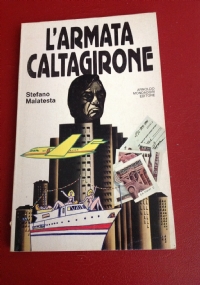 L'ARMATA
CALTAGIRONE
Stefano
Malatesta
ARNOLDO
MONDADORI
EDITORE